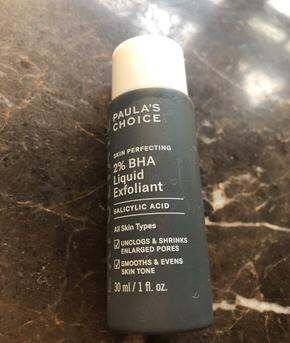 PAULA'S
CHOICE
SKIN PERFECTING
2% BHA
Liquid
Exfoliant
SALICYLIC ACID
All Skin Types
UNCLOGS & SHRINKS
ENLARGED PORES
SMOOTHS & EVENS
SKIN TONE
30 ml / 1 fl. oz.